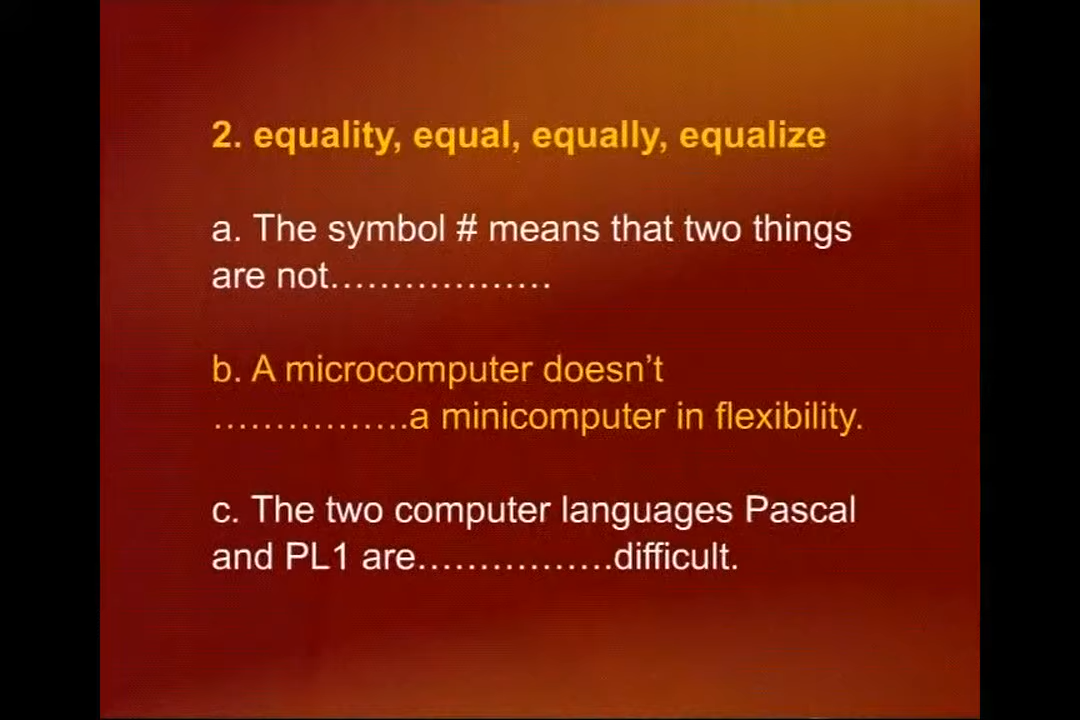 2. equality, equal, equally, equalize
a. The symbol # means that two things
are not………………
b. A microcomputer doesn’t
……………..a minicomputer in flexibility.
c. The two computer languages Pascal
and PL1 are…………….difficult.